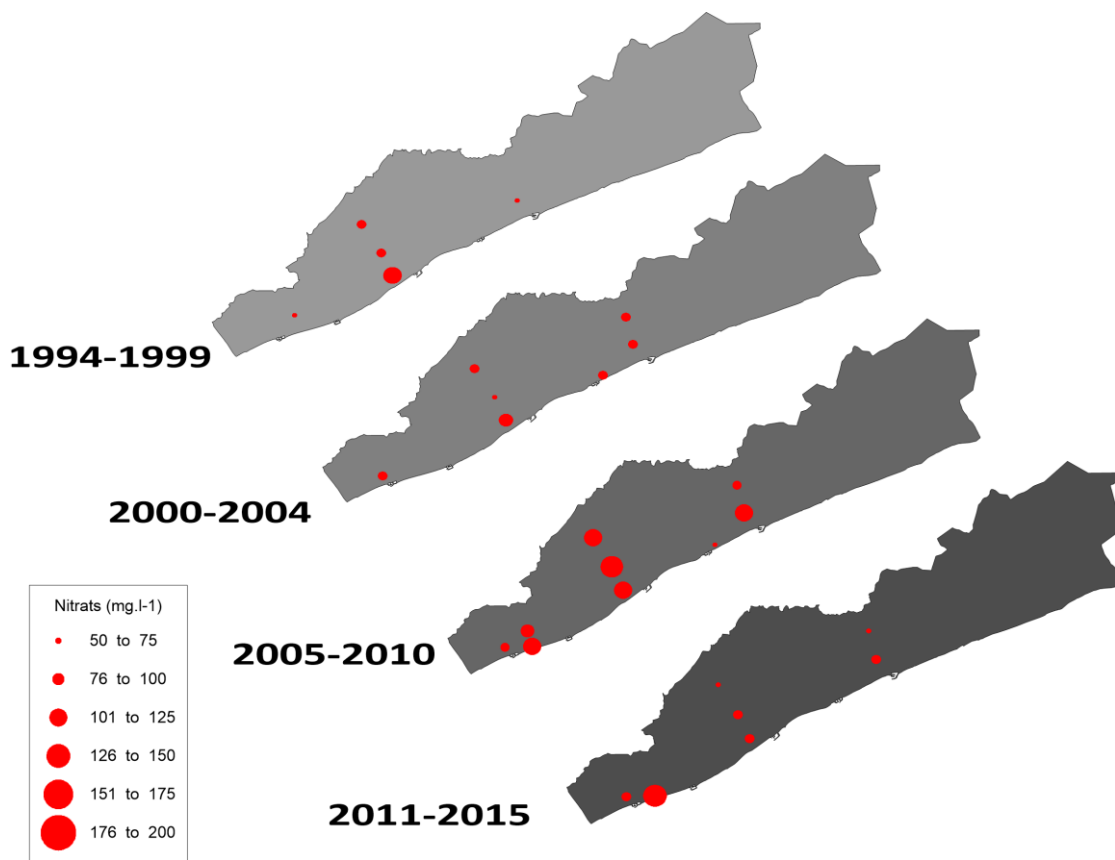 1994-1999
2000-2004
2005-2010
2011-2015
Nitrats (mg.l-1)
50 to 75
76 to 100
101 to 125
126 to 150
151 to 175
176 to 200